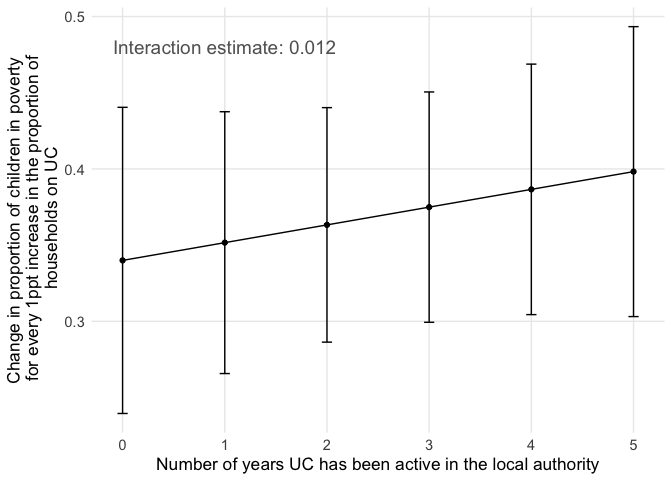 Interaction estimate: 0.012
Change in proportion of children in poverty
for every 1ppt increase in the proportion of
households on UC
0.5
0.4
0.3
0
1
2
3
4
5
Number of years UC has been active in the local authority